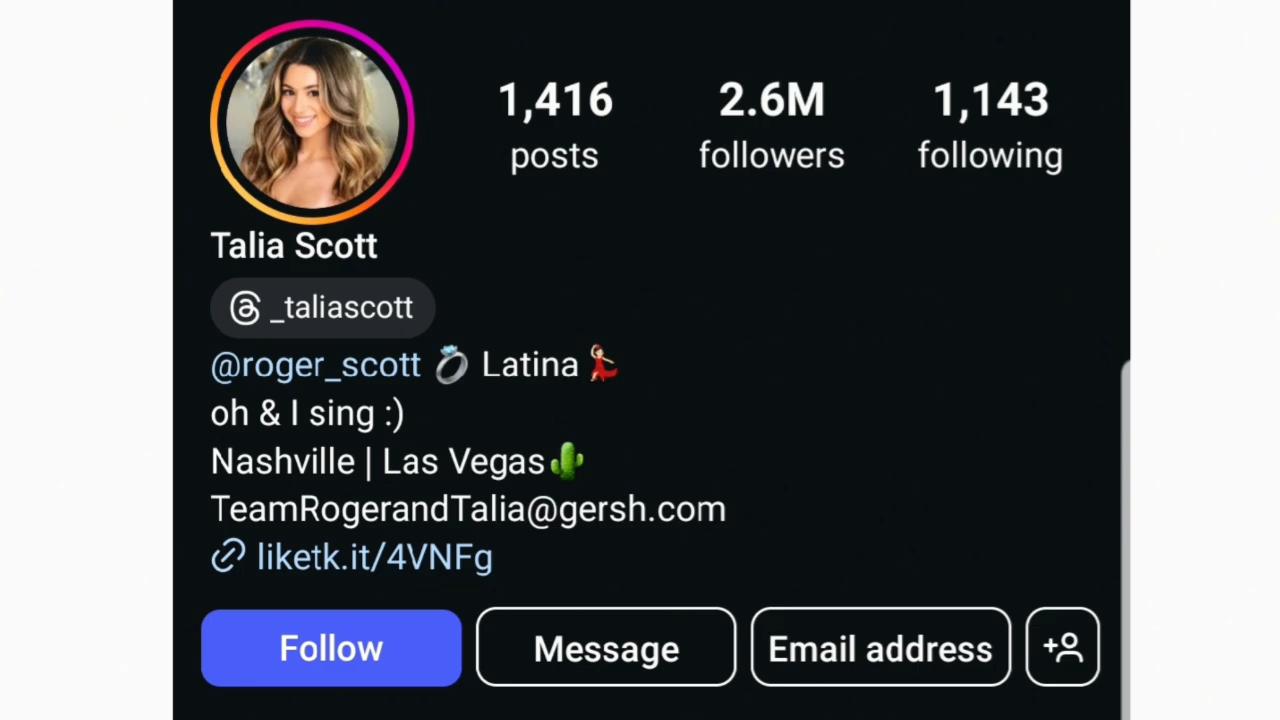 1,416 2.6M 1,143
posts followers following
Talia Scott
_taliascott
@roger_scott 💍 Latina💃🏻
oh & I sing :)
Nashville | Las Vegas🌵
TeamRogerandTalia@gersh.com
liketk.it/4VNFg
Follow Message Email address